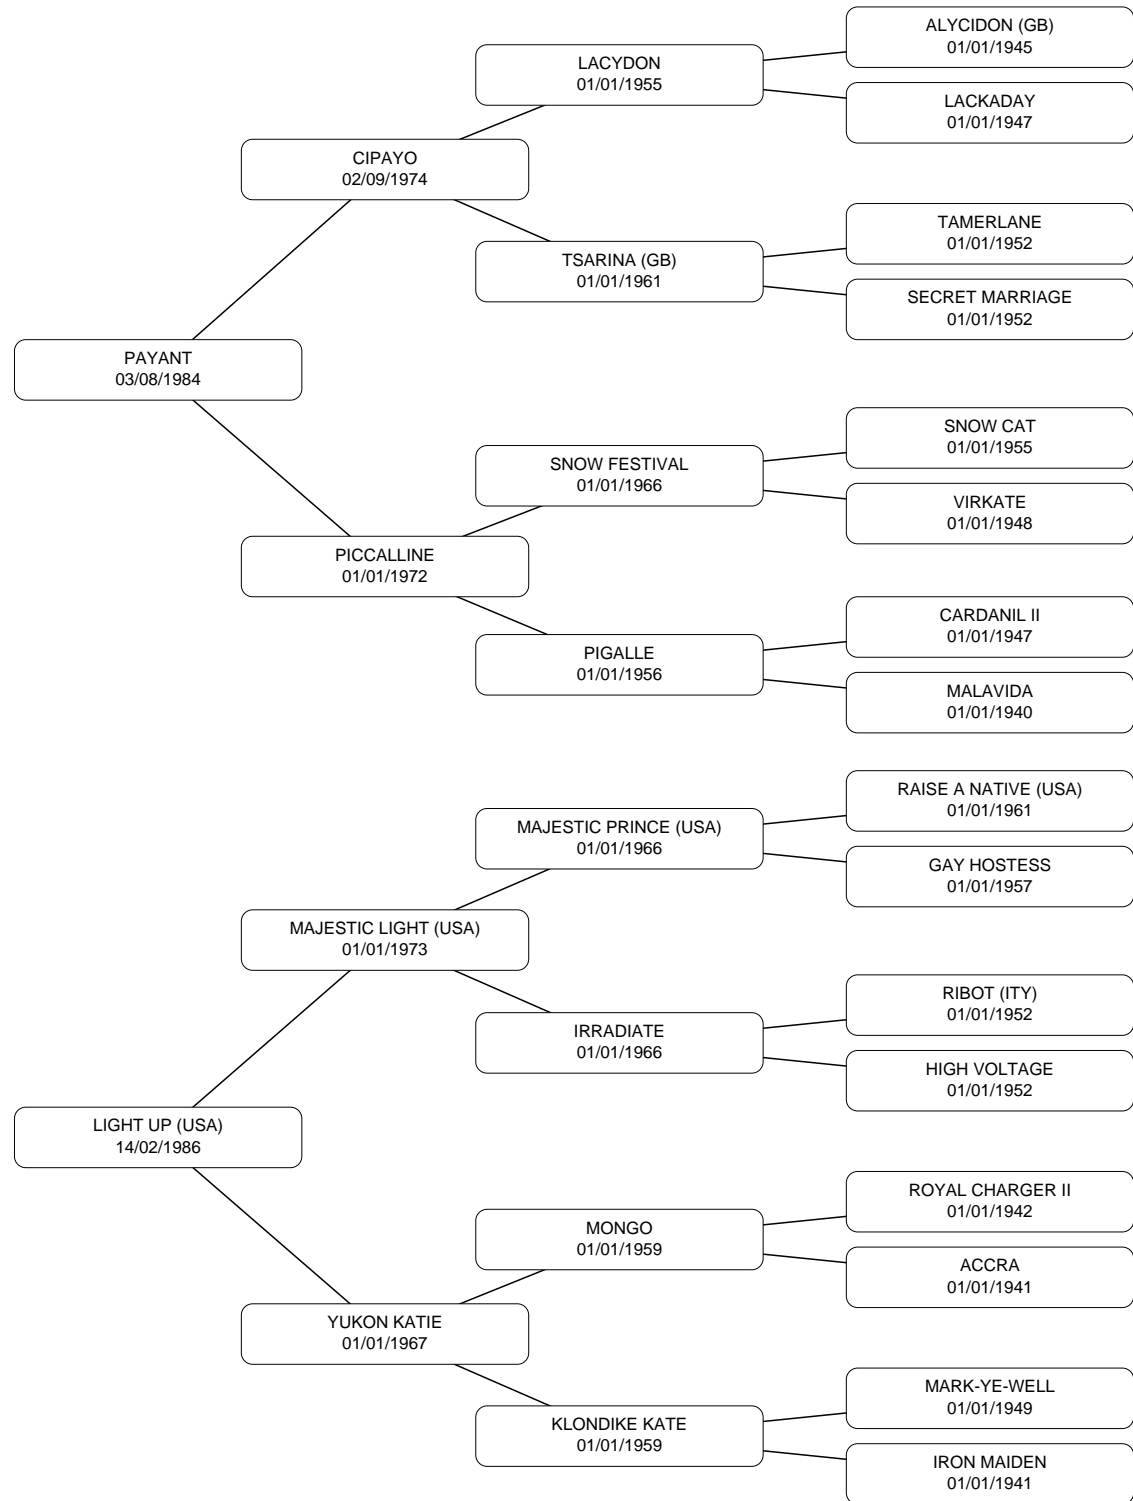 ALYCIDON (GB)
01/01/1945
LACYDON
01/01/1955
LACKADAY
01/01/1947
CIPAYO
02/09/1974
TAMERLANE
01/01/1952
TSARINA (GB)
01/01/1961
SECRET MARRIAGE
01/01/1952
PAYANT
03/08/1984
SNOW CAT
01/01/1955
SNOW FESTIVAL
01/01/1966
VIRKATE
01/01/1948
PICCALLINE
01/01/1972
CARDANIL II
01/01/1947
PIGALLE
01/01/1956
MALAVIDA
01/01/1940
RAISE A NATIVE (USA)
01/01/1961
MAJESTIC PRINCE (USA)
01/01/1966
GAY HOSTESS
01/01/1957
MAJESTIC LIGHT (USA)
01/01/1973
RIBOT (ITY)
01/01/1952
IRRADIATE
01/01/1966
HIGH VOLTAGE
01/01/1952
LIGHT UP (USA)
14/02/1986
ROYAL CHARGER II
01/01/1942
MONGO
01/01/1959
ACCRA
01/01/1941
YUKON KATIE
01/01/1967
MARK-YE-WELL
01/01/1949
KLONDIKE KATE
01/01/1959
IRON MAIDEN
01/01/1941